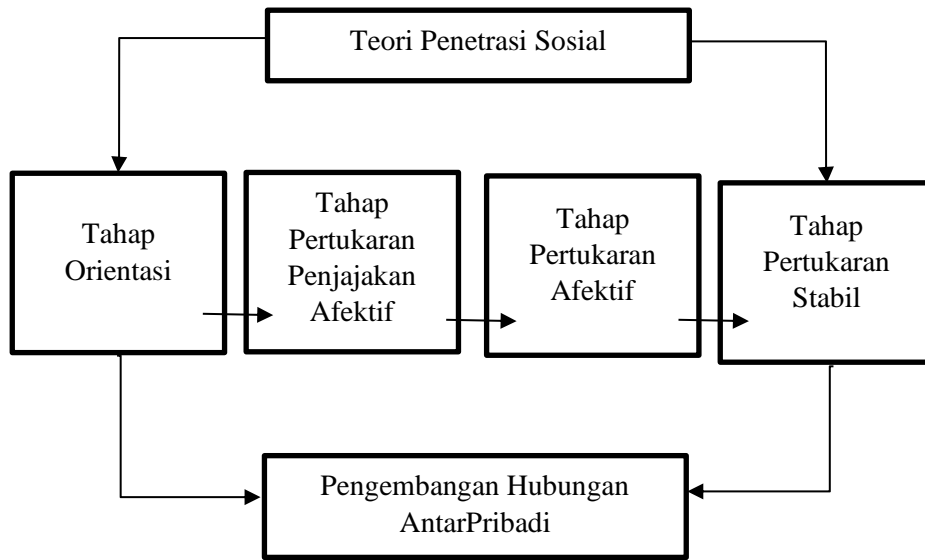 Teori Penetrasi Sosial
Tahap
Orientasi
Tahap
Pertukaran
Penjajakan
Afektif
Tahap
Pertukaran
Afektif
Tahap
Pertukaran
Stabil
Pengembangan Hubungan
AntarPribadi